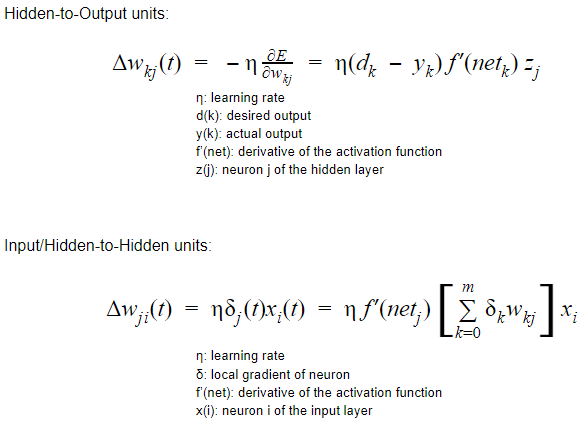 Hidden-to-Output units:
Δw_kj(t) = − η ∂E/∂w_kj = η(d_k − y_k) f'(net_k) z_j
η: learning rate
d(k): desired output
y(k): actual output
f'(net): derivative of the activation function
z(j): neuron j of the hidden layer
Input/Hidden-to-Hidden units:
Δw_ji(t) = ηδ_j(t)x_i(t) = η f'(net_j) [ ∑_{k=0}^{m} δ_k w_kj ] x_i
η: learning rate
δ: local gradient of neuron
f'(net): derivative of the activation function
x(i): neuron i of the input layer